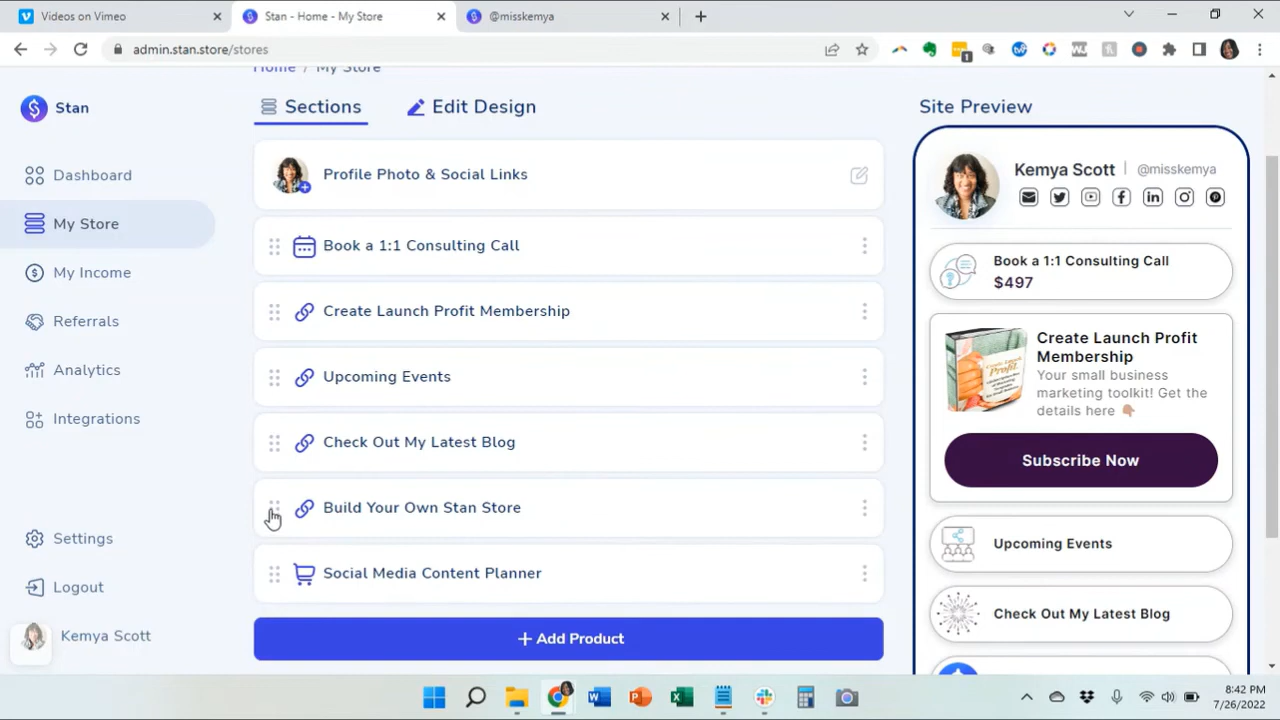 Videos on Vimeo
Stan - Home - My Store
@misskemya
admin.stan.store/stores
1
Home / My Store
Stan
Sections
Edit Design
Site Preview
Dashboard
My Store
My Income
Referrals
Analytics
Integrations
Settings
Logout
Kemya Scott
Profile Photo & Social Links
Book a 1:1 Consulting Call
Create Launch Profit Membership
Upcoming Events
Check Out My Latest Blog
Build Your Own Stan Store
Social Media Content Planner
+ Add Product
Kemya Scott | @misskemya
Book a 1:1 Consulting Call
$497
Create Launch Profit
Membership
Your small business
marketing toolkit! Get the
details here 👇🏽
Create Launch
Profit
Subscribe Now
Upcoming Events
Check Out My Latest Blog
8:42 PM
7/26/2022